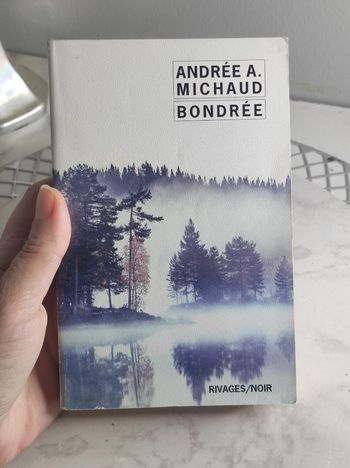 ANDRÉE A.
MICHAUD
BONDRÉE
RIVAGES/NOIR